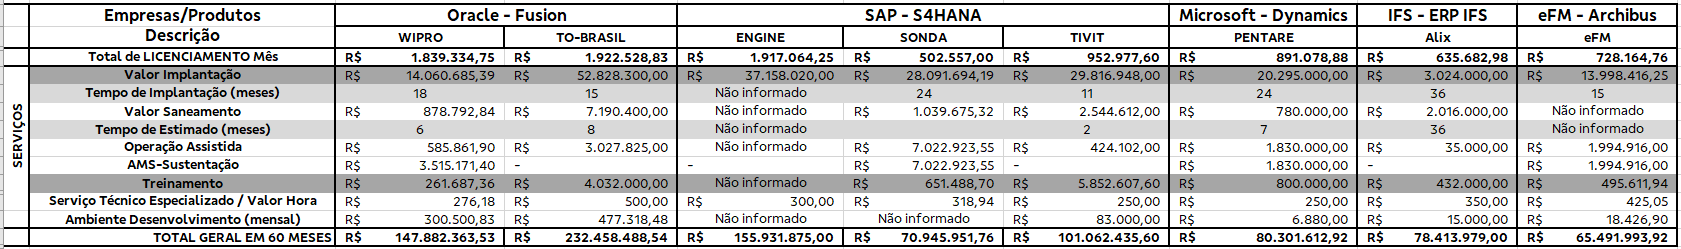 Empresas/Produtos Oracle - Fusion SAP - S4HANA Microsoft - Dynamics IFS - ERP IFS eFM - Archibus
Descrição WIPRO TO-BRASIL ENGINE SONDA TIVIT PENTARE Alix eFM
Total de LICENCIAMENTO Mês R$ 1.839.334,75 R$ 1.922.528,83 R$ 1.917.064,25 R$ 502.557,00 R$ 952.977,60 R$ 891.078,88 R$ 635.682,98 R$ 728.164,76
SERVIÇOS
Valor Implantação R$ 14.060.685,39 R$ 52.828.300,00 R$ 37.158.020,00 R$ 28.091.694,19 R$ 29.816.948,00 R$ 20.295.000,00 R$ 3.024.000,00 R$ 13.998.416,25
Tempo de Implantação (meses) 18 15 Não informado 24 11 24 36 15
Valor Saneamento R$ 878.792,84 R$ 7.190.400,00 Não informado R$ 1.039.675,32 R$ 2.544.612,00 R$ 780.000,00 R$ 2.016.000,00 Não informado
Tempo de Estimado (meses) 6 8 Não informado 2 7 36 Não informado
Operação Assistida R$ 585.861,90 R$ 3.027.825,00 Não informado R$ 7.022.923,55 R$ 424.102,00 R$ 1.830.000,00 R$ 35.000,00 R$ 1.994.916,00
AMS-Sustentação R$ 3.515.171,40 - - R$ 7.022.923,55 - R$ 1.830.000,00 - R$ 1.994.916,00
Treinamento R$ 261.687,36 R$ 4.032.000,00 Não informado R$ 651.488,70 R$ 5.852.607,60 R$ 800.000,00 R$ 432.000,00 R$ 495.611,94
Serviço Técnico Especializado / Valor Hora R$ 276,18 R$ 500,00 R$ 300,00 R$ 318,94 R$ 250,00 R$ 250,00 R$ 350,00 R$ 425,05
Ambiente Desenvolvimento (mensal) R$ 300.500,83 R$ 477.318,48 Não informado Não informado R$ 83.000,00 R$ 6.880,00 R$ 15.000,00 R$ 18.426,90
TOTAL GERAL EM 60 MESES R$ 147.882.363,53 R$ 232.458.488,54 R$ 155.931.875,00 R$ 70.945.951,76 R$ 101.062.435,60 R$ 80.301.612,92 R$ 78.413.979,00 R$ 65.491.993,92